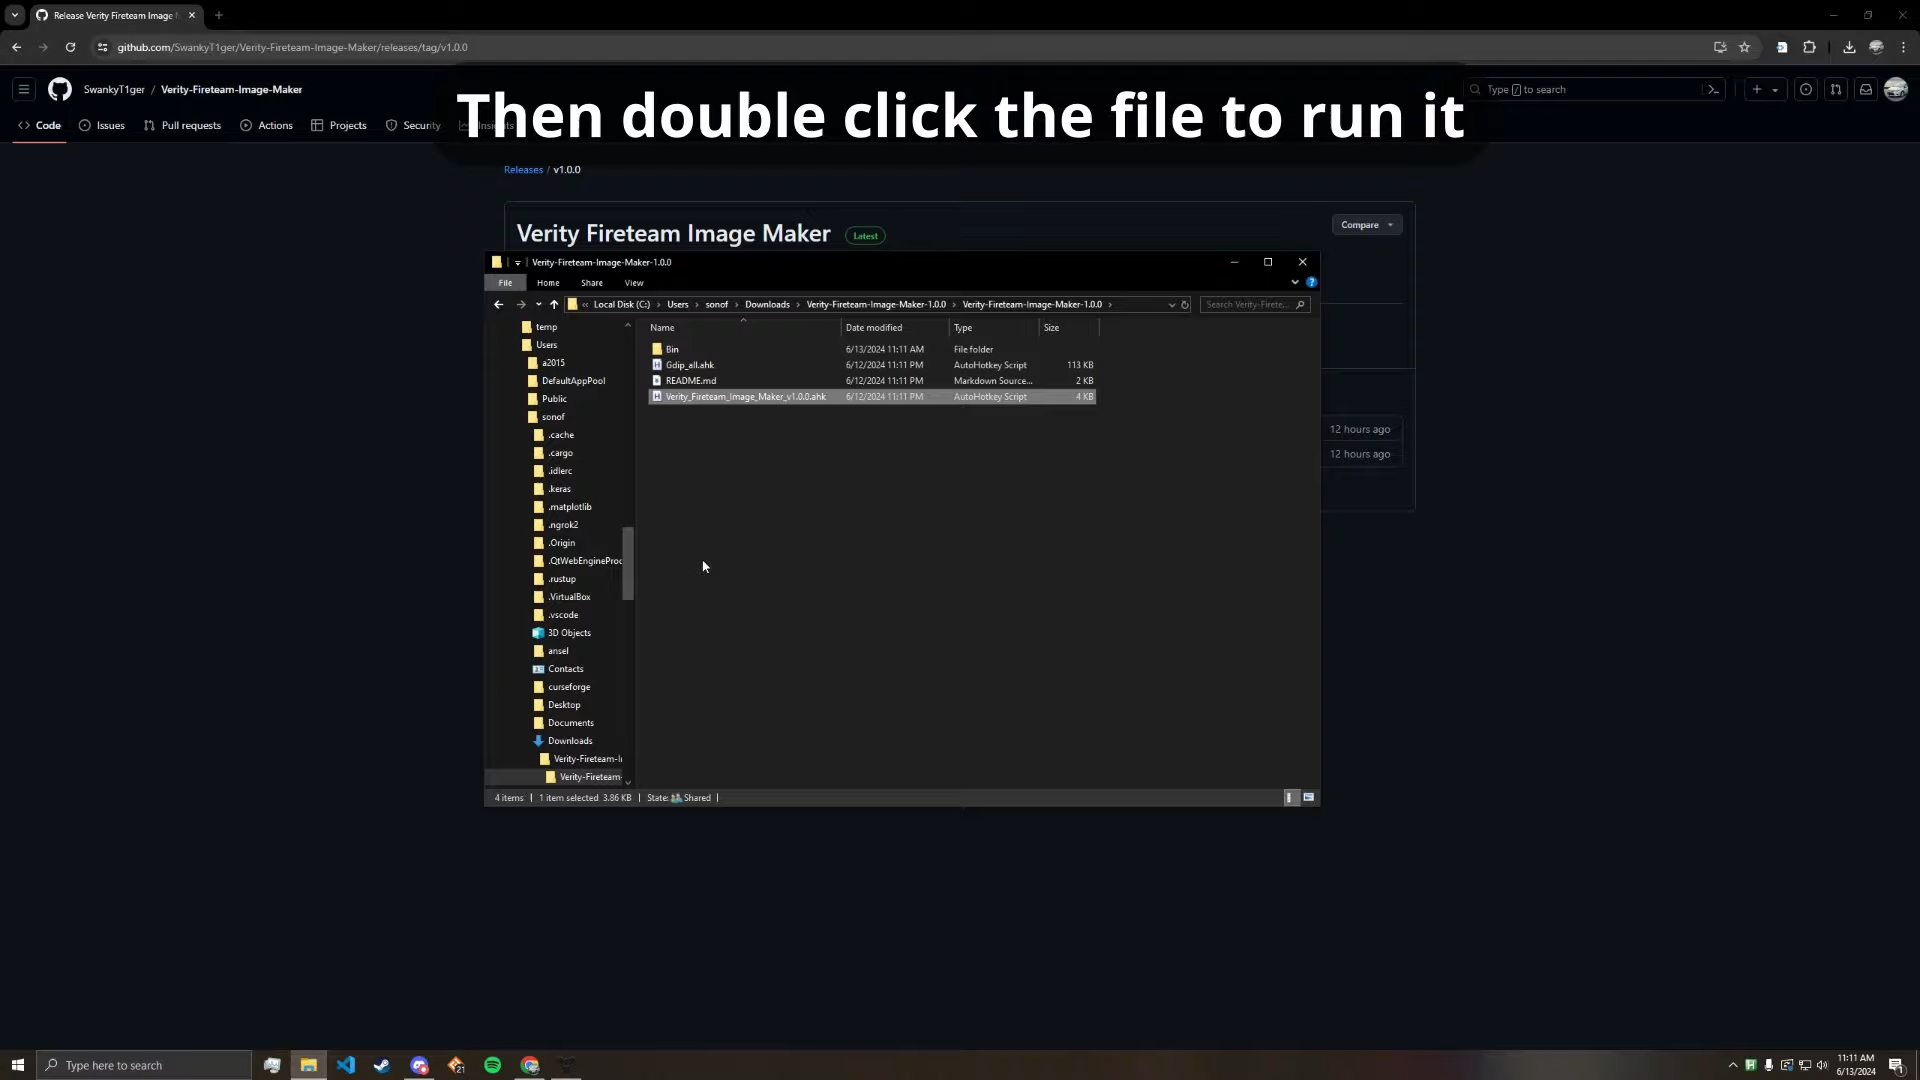 Release Verity Fireteam Image
github.com/SwankyT1ger/Verity-Fireteam-Image-Maker/releases/tag/v1.0.0
SwankyT1ger / Verity-Fireteam-Image-Maker
Type / to search
Then double click the file to run it
Code
Issues
Pull requests
Actions
Projects
Security
Releases / v1.0.0
Verity Fireteam Image Maker
Latest
Compare
Verity-Fireteam-Image-Maker-1.0.0
File
Home
Share
View
Local Disk (C:) > Users > sonof > Downloads > Verity-Fireteam-Image-Maker-1.0.0 > Verity-Fireteam-Image-Maker-1.0.0 >
Search Verity-Firete...
Name
Date modified
Type
Size
Bin
6/13/2024 11:11 AM
File folder
Gdip_all.ahk
6/12/2024 11:11 PM
AutoHotkey Script
113 KB
README.md
6/12/2024 11:11 PM
Markdown Source...
2 KB
Verity_Fireteam_Image_Maker_v1.0.0.ahk
6/12/2024 11:11 PM
AutoHotkey Script
4 KB
temp
Users
a2015
DefaultAppPool
Public
sonof
.cache
.cargo
.idlerc
.keras
.matplotlib
.ngrok2
.Origin
.QtWebEngineProc
.rustup
.VirtualBox
.vscode
3D Objects
ansel
Contacts
curseforge
Desktop
Documents
Downloads
Verity-Fireteam-I
Verity-Fireteam-
12 hours ago
12 hours ago
4 items
1 item selected 3.86 KB
State: Shared
Type here to search
11:11 AM
6/13/2024